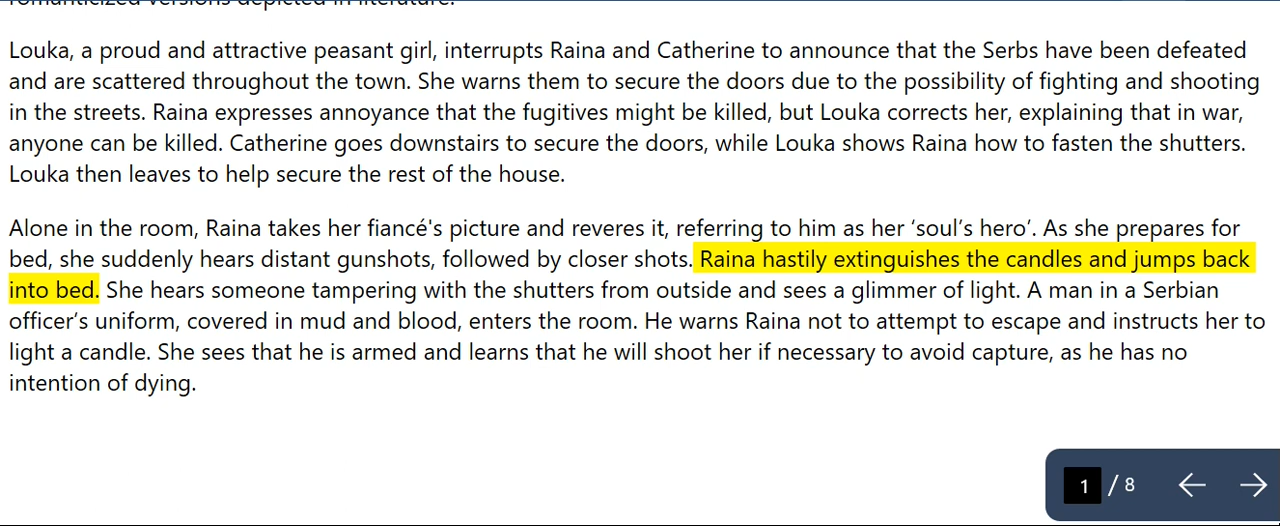 romanticized versions depicted in literature.
Louka, a proud and attractive peasant girl, interrupts Raina and Catherine to announce that the Serbs have been defeated
and are scattered throughout the town. She warns them to secure the doors due to the possibility of fighting and shooting
in the streets. Raina expresses annoyance that the fugitives might be killed, but Louka corrects her, explaining that in war,
anyone can be killed. Catherine goes downstairs to secure the doors, while Louka shows Raina how to fasten the shutters.
Louka then leaves to help secure the rest of the house.
Alone in the room, Raina takes her fiancé's picture and reveres it, referring to him as her ‘soul’s hero’. As she prepares for
bed, she suddenly hears distant gunshots, followed by closer shots. Raina hastily extinguishes the candles and jumps back
into bed. She hears someone tampering with the shutters from outside and sees a glimmer of light. A man in a Serbian
officer’s uniform, covered in mud and blood, enters the room. He warns Raina not to attempt to escape and instructs her to
light a candle. She sees that he is armed and learns that he will shoot her if necessary to avoid capture, as he has no
intention of dying.
1 / 8